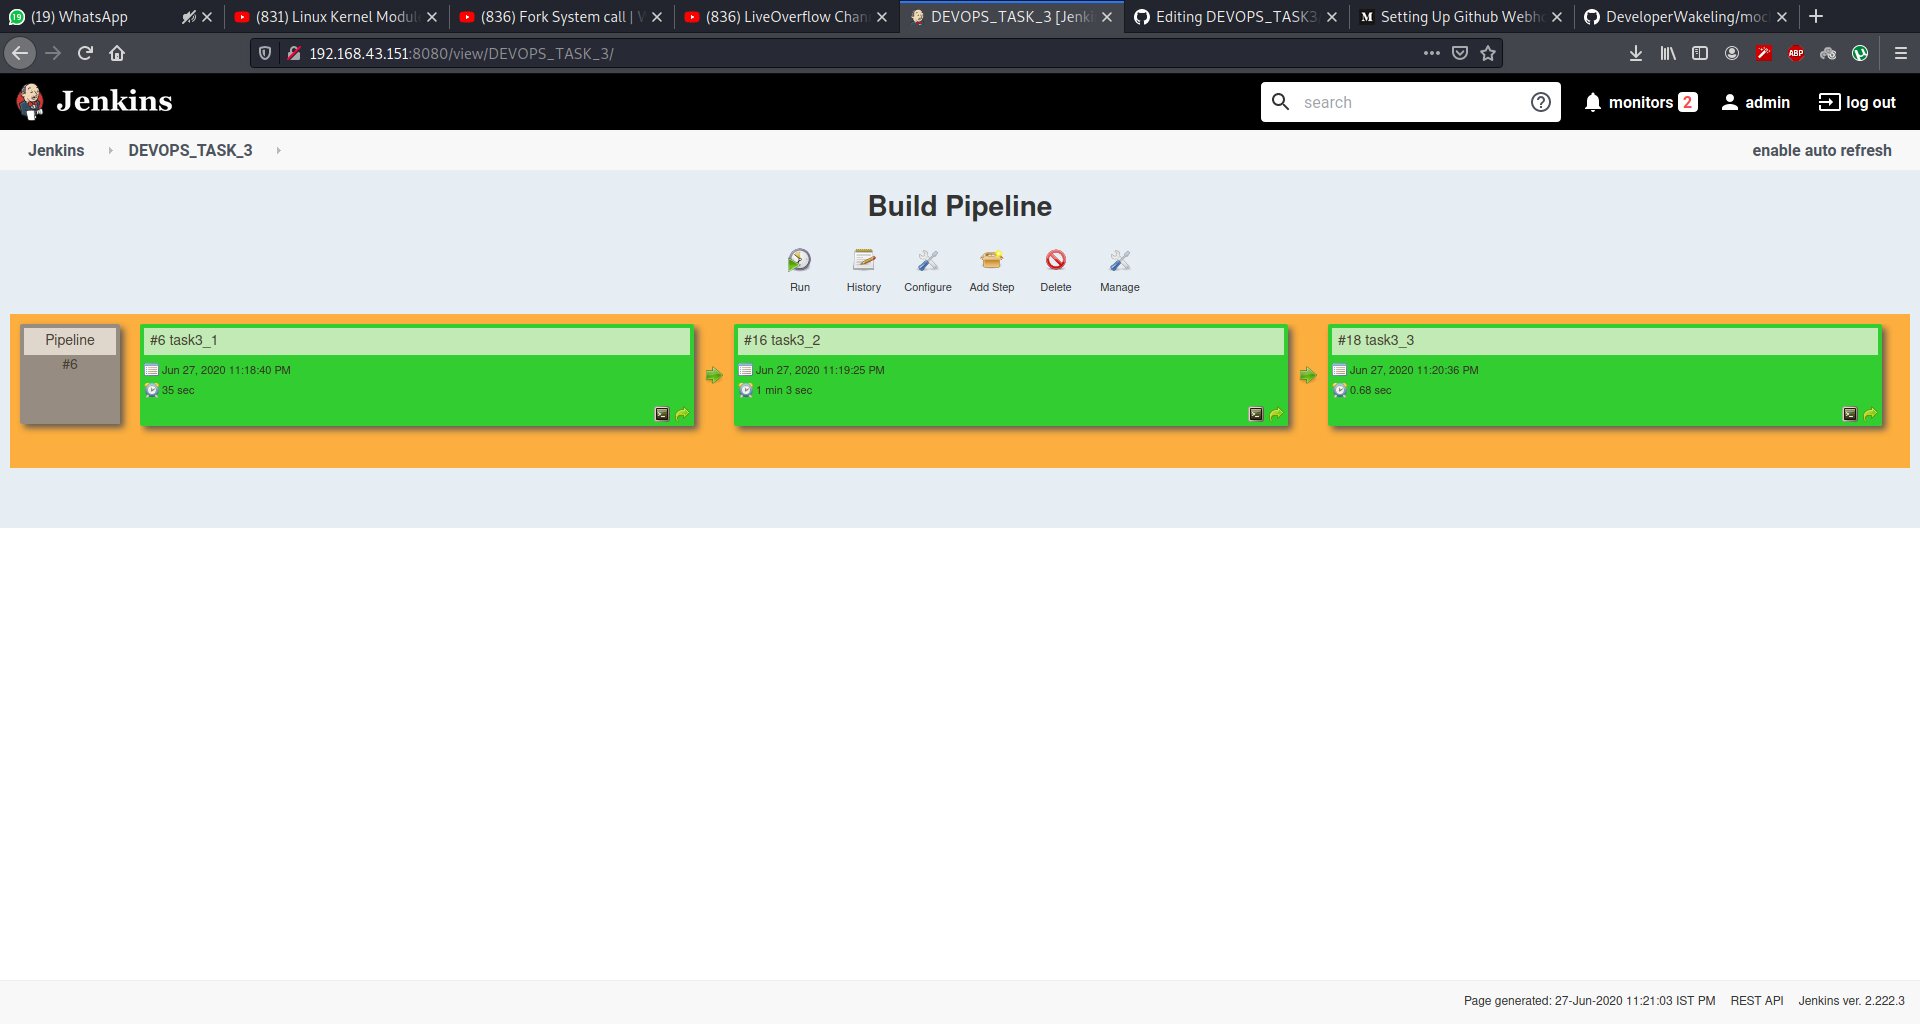 (19) WhatsApp
(831) Linux Kernel Modul
(836) Fork System call |
(836) LiveOverflow Chan
DEVOPS_TASK_3 [Jenki
Editing DEVOPS_TASK3
Setting Up Github Webho
DeveloperWakeling/moc
192.168.43.151:8080/view/DEVOPS_TASK_3/
ABP
Jenkins
search
monitors 2
admin
log out
Jenkins
DEVOPS_TASK_3
enable auto refresh
Build Pipeline
Run
History
Configure
Add Step
Delete
Manage
Pipeline
#6
#6 task3_1
Jun 27, 2020 11:18:40 PM
35 sec
#16 task3_2
Jun 27, 2020 11:19:25 PM
1 min 3 sec
#18 task3_3
Jun 27, 2020 11:20:36 PM
0.68 sec
Page generated: 27-Jun-2020 11:21:03 IST PM
REST API
Jenkins ver. 2.222.3